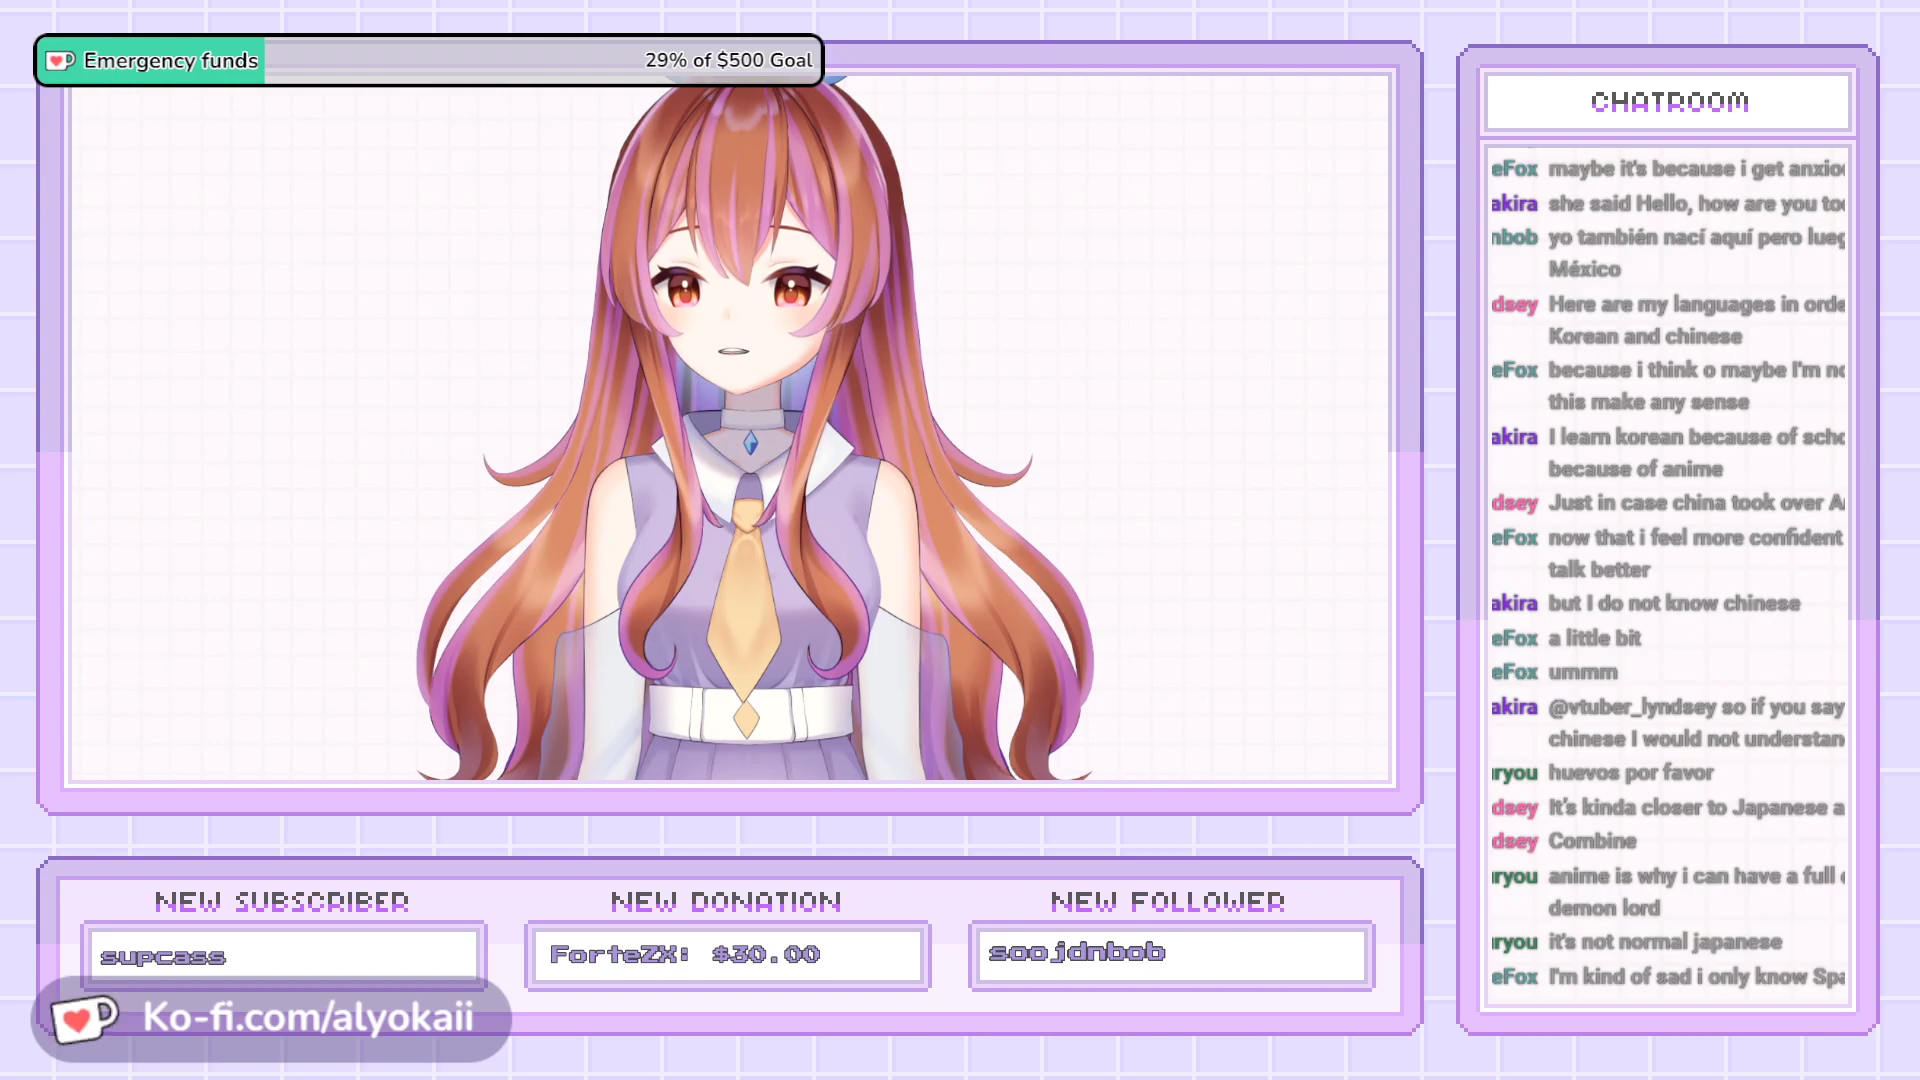 Emergency funds
29% of $500 Goal
CHATROOM
eFox maybe it's because i get
akira she said Hello, how are you
nbob yo también nací aquí pero
México
dsey Here are my languages in
Korean and chinese
eFox because i think o maybe I'm
this make any sense
akira I learn korean because of
because of anime
dsey Just in case china took over
eFox now that i feel more confident
talk better
akira but I do not know chinese
eFox a little bit
eFox ummm
akira @vtuber_lyndsey so if you say
chinese I would not
ryou huevos por favor
dsey It's kinda closer to Japanese
dsey Combine
ryou anime is why i can have a full
demon lord
ryou it's not normal japanese
eFox I'm kind of sad i only know
NEW SUBSCRIBER
supcass
NEW DONATION
ForteZX: $30.00
NEW FOLLOWER
soojdnbob
Ko-fi.com/alyokaii